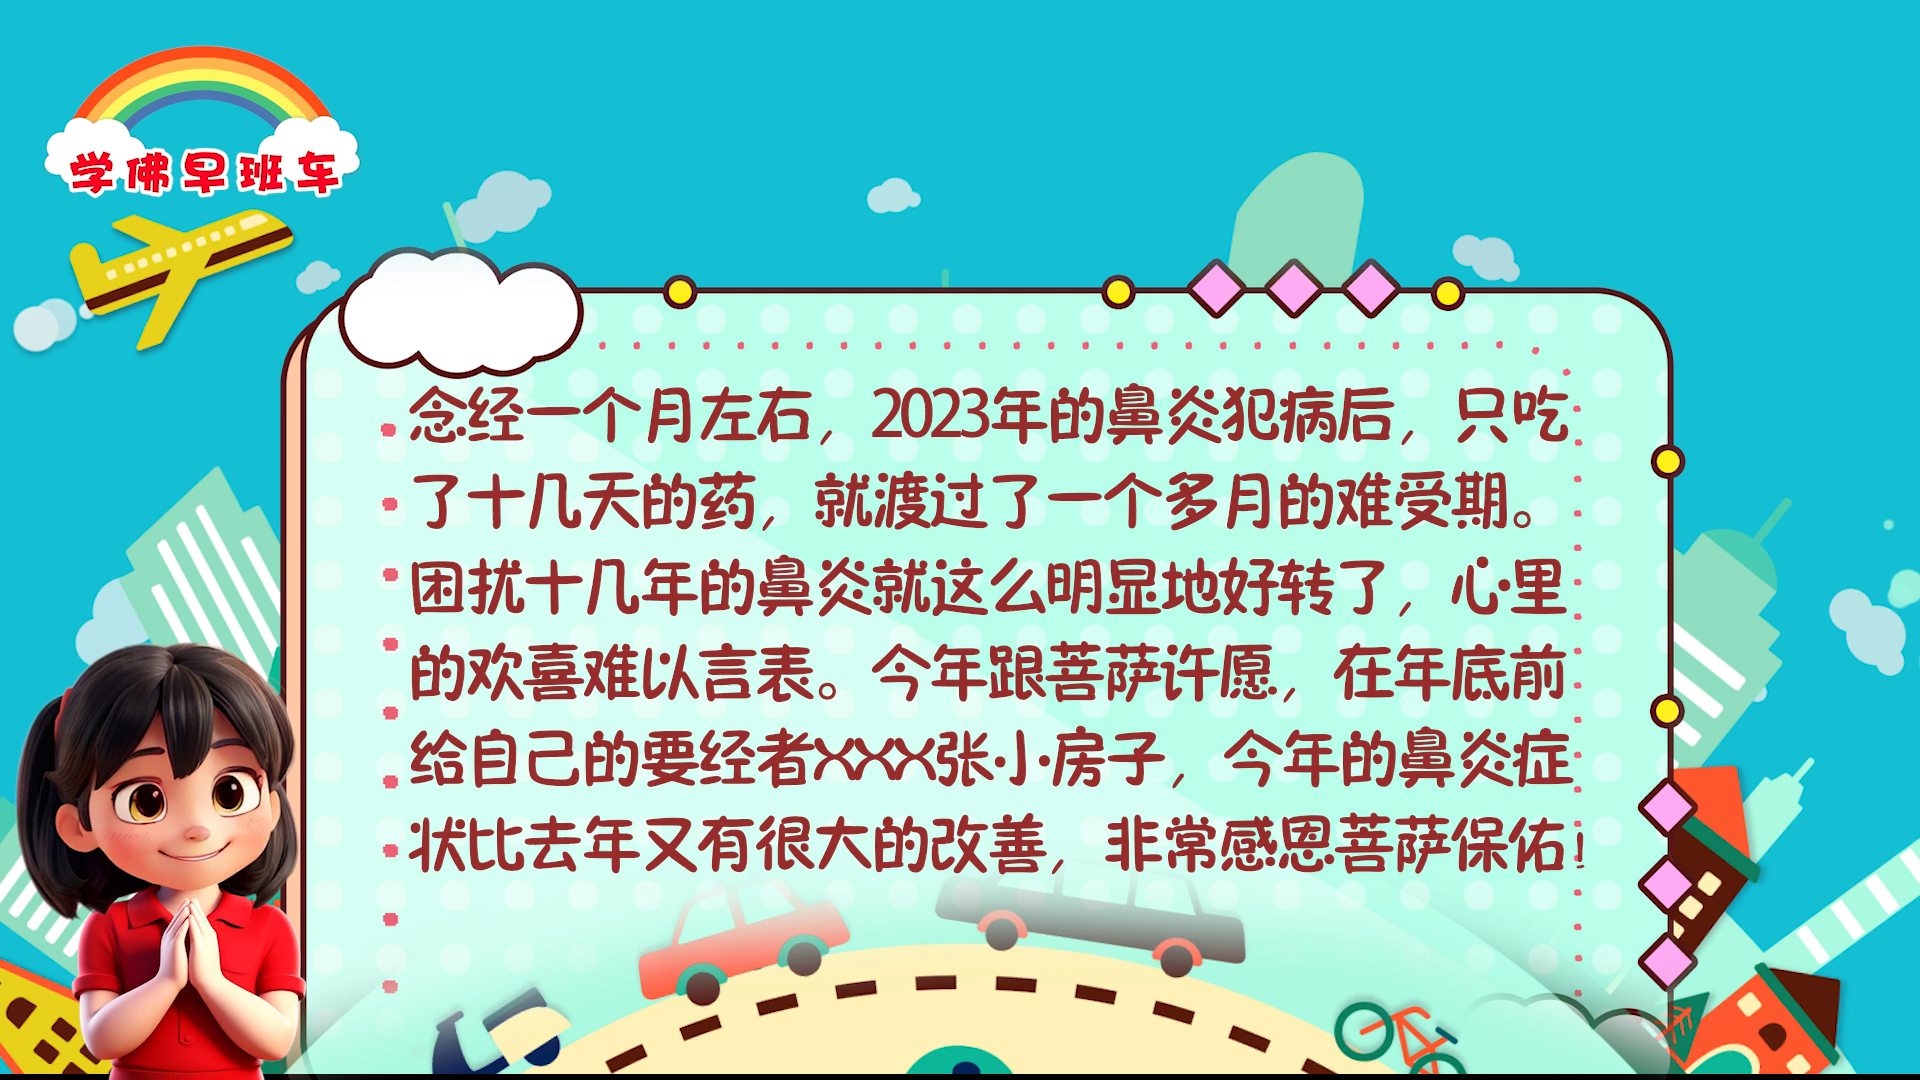 学佛早班车
念经一个月左右，2023年的鼻炎犯病后，只吃
了十几天的药，就渡过了一个多月的难受期。
困扰十几年的鼻炎就这么明显地好转了，心里
的欢喜难以言表。今年跟菩萨许愿，在年底前
给自己的要经者XXX张小房子，今年的鼻炎症
状比去年又有很大的改善，非常感恩菩萨保佑！